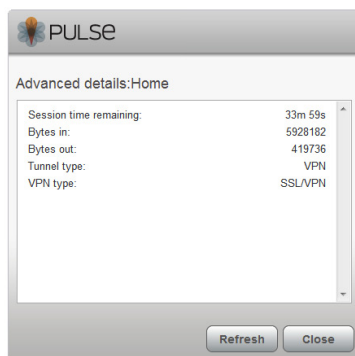 PULSE
Advanced details:Home
Session time remaining: 33m 59s
Bytes in: 5928182
Bytes out: 419736
Tunnel type: VPN
VPN type: SSL/VPN
Refresh Close